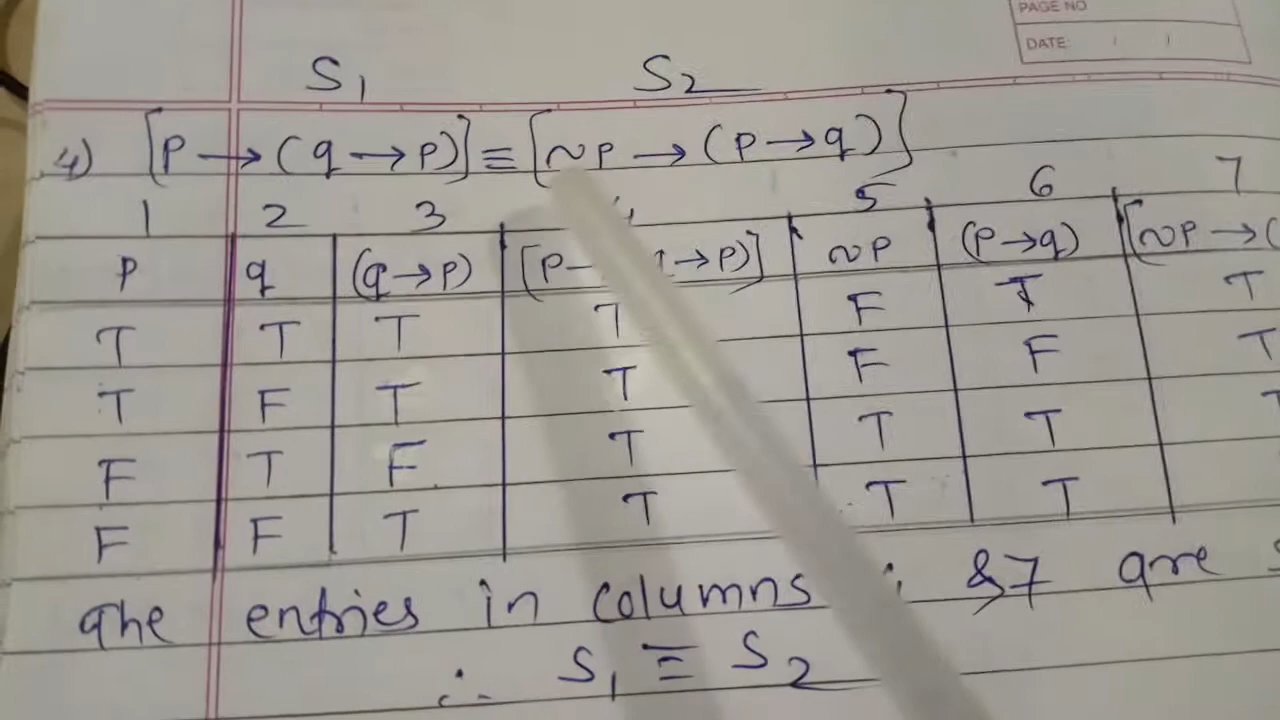 PAGE NO
DATE / /
S₁ S₂
4) [p → (q → p)] ≡ [~p → (p → q)]
1 2 3 5 6 7
p q (q → p) [p → p)] ~p (p → q) [~p → (
T T T T F T T
T F T T F F T
F T F T T T T
F F T T T T
The entries in columns &7 are
∴ S₁ ≡ S₂